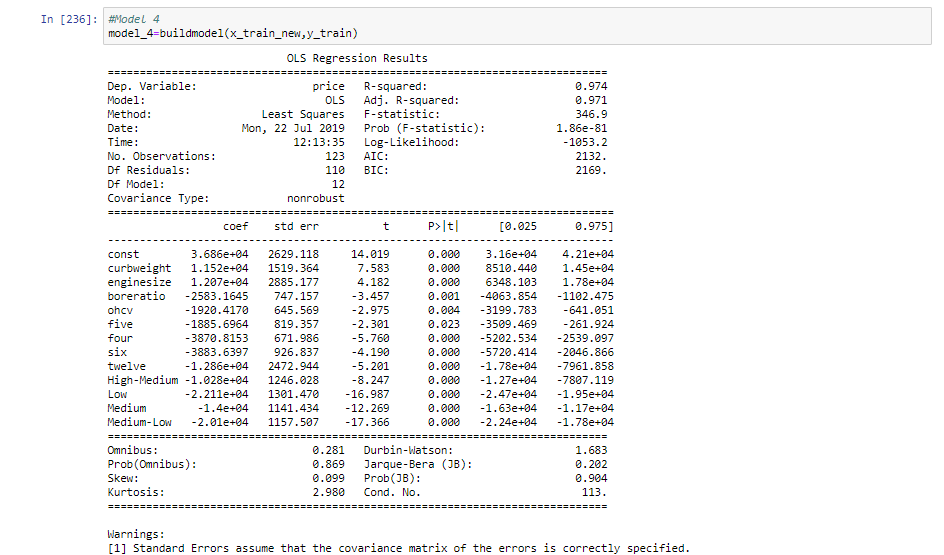 In [236]: #Model 4
model_4=buildmodel(x_train_new,y_train)
OLS Regression Results
==============================================================================
Dep. Variable: price R-squared: 0.974
Model: OLS Adj. R-squared: 0.971
Method: Least Squares F-statistic: 346.9
Date: Mon, 22 Jul 2019 Prob (F-statistic): 1.86e-81
Time: 12:13:35 Log-Likelihood: -1053.2
No. Observations: 123 AIC: 2132.
Df Residuals: 110 BIC: 2169.
Df Model: 12
Covariance Type: nonrobust
===============================================================================
coef std err t P>|t| [0.025 0.975]
-------------------------------------------------------------------------------
const 3.686e+04 2629.118 14.019 0.000 3.16e+04 4.21e+04
curbweight 1.152e+04 1519.364 7.583 0.000 8510.440 1.45e+04
enginesize 1.207e+04 2885.177 4.182 0.000 6348.103 1.78e+04
boreratio -2583.1645 747.157 -3.457 0.001 -4063.854 -1102.475
ohcv -1920.4170 645.569 -2.975 0.004 -3199.783 -641.051
five -1885.6964 819.357 -2.301 0.023 -3509.469 -261.924
four -3870.8153 671.986 -5.760 0.000 -5202.534 -2539.097
six -3883.6397 926.837 -4.190 0.000 -5720.414 -2046.866
twelve -1.286e+04 2472.944 -5.201 0.000 -1.78e+04 -7961.858
High-Medium -1.028e+04 1246.028 -8.247 0.000 -1.27e+04 -7807.119
Low -2.211e+04 1301.470 -16.987 0.000 -2.47e+04 -1.95e+04
Medium -1.4e+04 1141.434 -12.269 0.000 -1.63e+04 -1.17e+04
Medium-Low -2.01e+04 1157.507 -17.366 0.000 -2.24e+04 -1.78e+04
==============================================================================
Omnibus: 0.281 Durbin-Watson: 1.683
Prob(Omnibus): 0.869 Jarque-Bera (JB): 0.202
Skew: 0.099 Prob(JB): 0.904
Kurtosis: 2.980 Cond. No. 113.
==============================================================================
Warnings:
[1] Standard Errors assume that the covariance matrix of the errors is correctly specified.